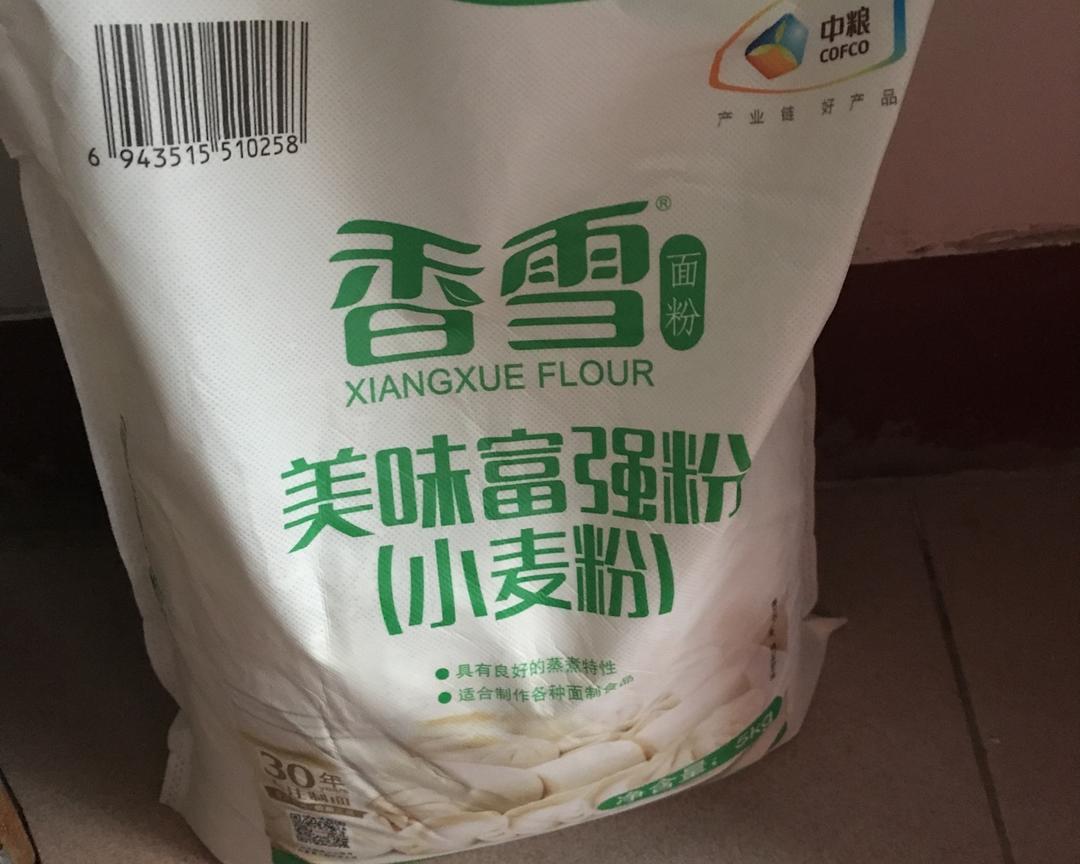 中粮
COFCO
产业链 好产品
6 943515 510258
香雪®
面粉
XIANGXUE FLOUR
美味富强粉
(小麦粉)
●具有良好的蒸煮特性
●适合制作各种面制食品
净含量：5kg
30年
制面